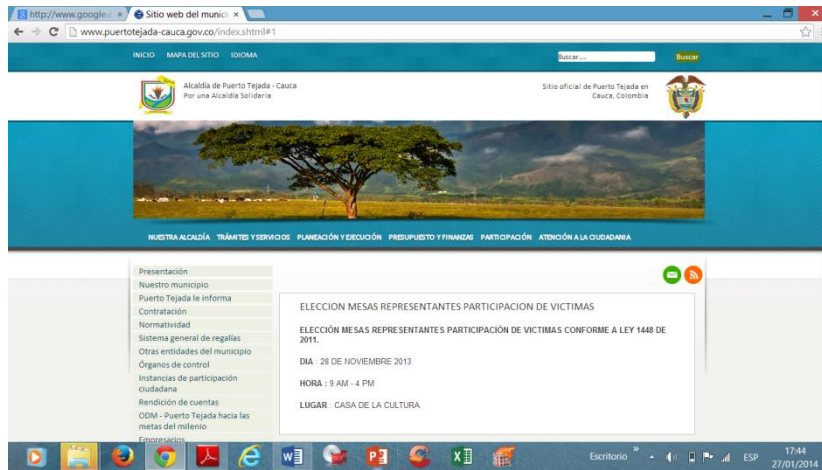 http://www.google.c
Sitio web del munici
www.puertotejada-cauca.gov.co/index.shtml#1
INICIO MAPA DEL SITIO IDIOMA
Buscar...
Buscar
Alcaldía de Puerto Tejada - Cauca
Por una Alcaldía Solidaria
Sitio oficial de Puerto Tejada en
Cauca, Colombia
NUESTRA ALCALDÍA TRÁMITES Y SERVICIOS PLANEACIÓN Y EJECUCIÓN PRESUPUESTO Y FINANZAS PARTICIPACIÓN ATENCIÓN A LA CIUDADANIA
Presentación
Nuestro municipio
Puerto Tejada le informa
Contratación
Normatividad
Sistema general de regalías
Otras entidades del municipio
Órganos de control
Instancias de participación
ciudadana
Rendición de cuentas
ODM - Puerto Tejada hacia las
metas del milenio
Empresarios
ELECCION MESAS REPRESENTANTES PARTICIPACION DE VICTIMAS
ELECCIÓN MESAS REPRESENTANTES PARTICIPACIÓN DE VICTIMAS CONFORME A LEY 1448 DE
2011.
DIA : 28 DE NOVIEMBRE 2013
HORA : 9 AM - 4 PM
LUGAR : CASA DE LA CULTURA.
Escritorio
ESP
17:44
27/01/2014